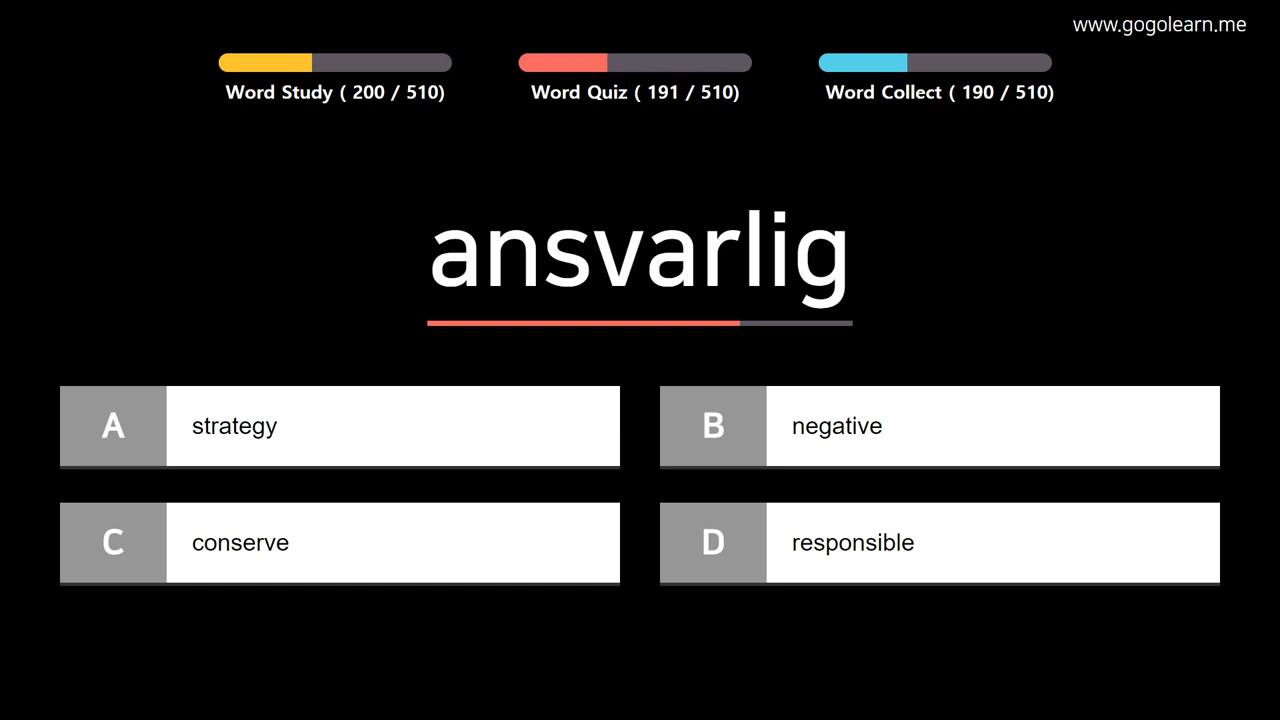 www.gogolearn.me
Word Study ( 200 / 510)
Word Quiz ( 191 / 510)
Word Collect ( 190 / 510)
ansvarlig
A strategy
B negative
C conserve
D responsible